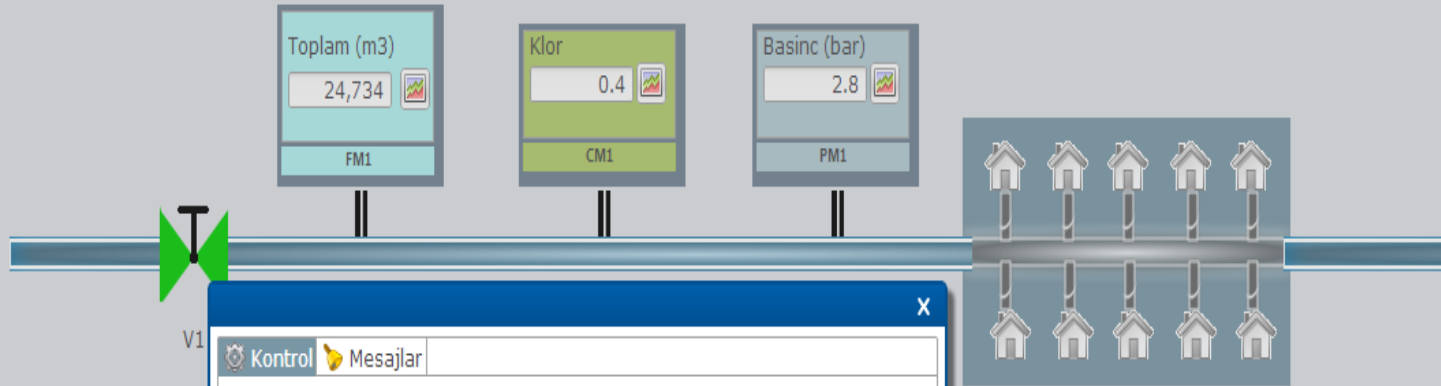 Toplam (m3)
24,734
FM1
Klor
0.4
CM1
Basinc (bar)
2.8
PM1
V1
X
Kontrol
Mesajlar